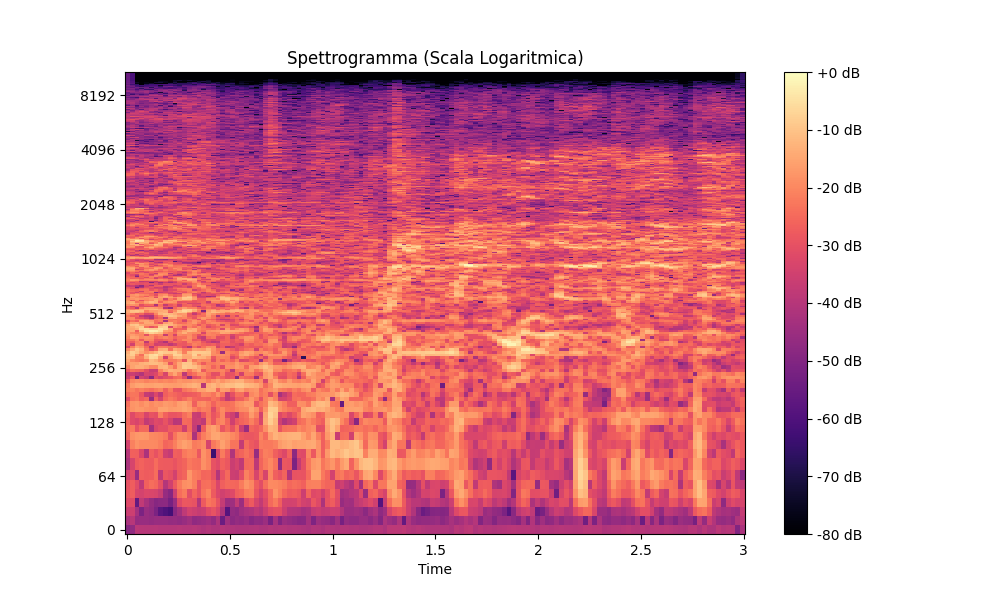 Spettrogramma (Scala Logaritmica)
Hz
8192
4096
2048
1024
512
256
128
64
0
0 0.5 1 1.5 2 2.5 3
Time
+0 dB
-10 dB
-20 dB
-30 dB
-40 dB
-50 dB
-60 dB
-70 dB
-80 dB